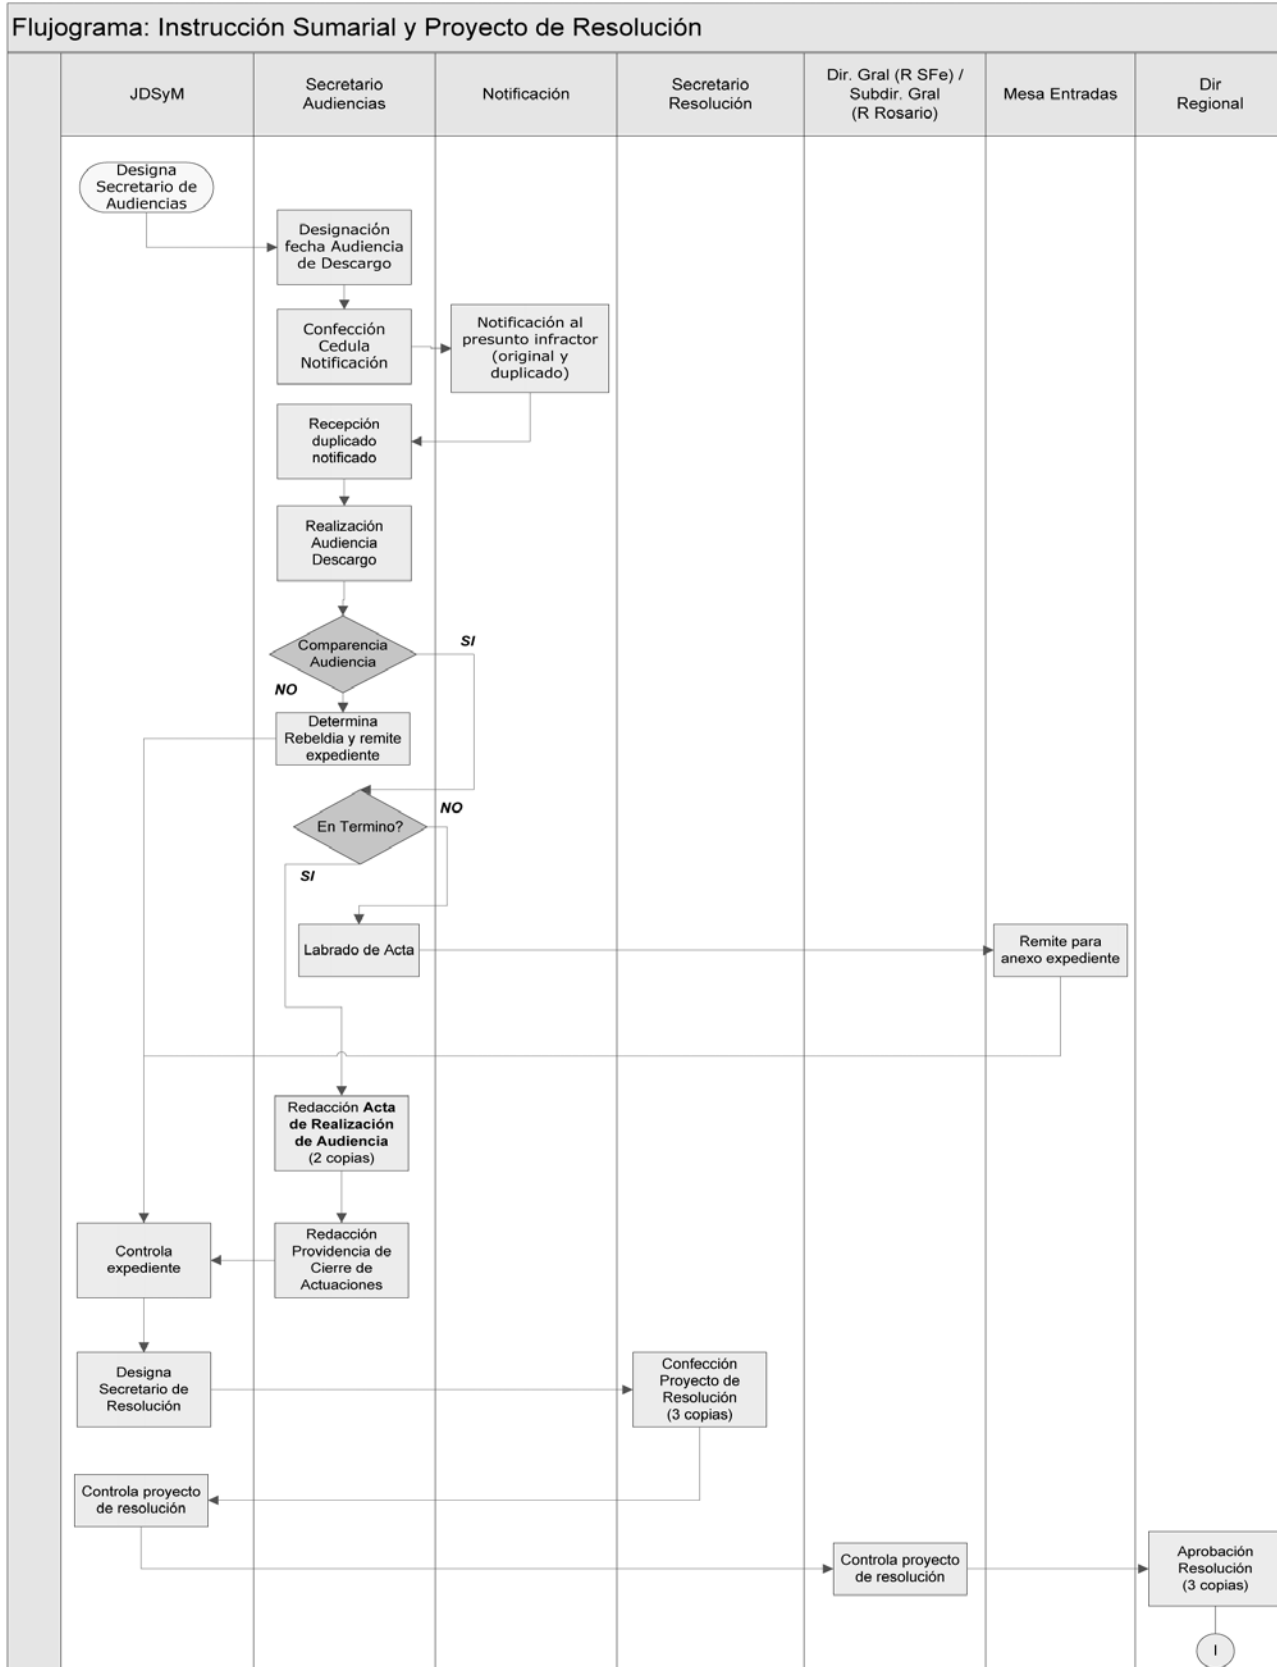 Flujograma: Instrucción Sumarial y Proyecto de Resolución
JDSyM
Secretario
Audiencias
Notificación
Secretario
Resolución
Dir. Gral (R SFe) /
Subdir. Gral
(R Rosario)
Mesa Entradas
Dir
Regional
Designa
Secretario de
Audiencias
Designación
fecha Audiencia
de Descargo
Confección
Cedula
Notificación
Notificación al
presunto infractor
(original y
duplicado)
Recepción
duplicado
notificado
Realización
Audiencia
Descargo
Comparencia
Audiencia
SI
NO
Determina
Rebeldia y remite
expediente
En Termino?
NO
SI
Labrado de Acta
Remite para
anexo expediente
Redacción Acta
de Realización
de Audiencia
(2 copias)
Controla
expediente
Redacción
Providencia de
Cierre de
Actuaciones
Designa
Secretario de
Resolución
Confección
Proyecto de
Resolución
(3 copias)
Controla proyecto
de resolución
Controla proyecto
de resolución
Aprobación
Resolución
(3 copias)
I